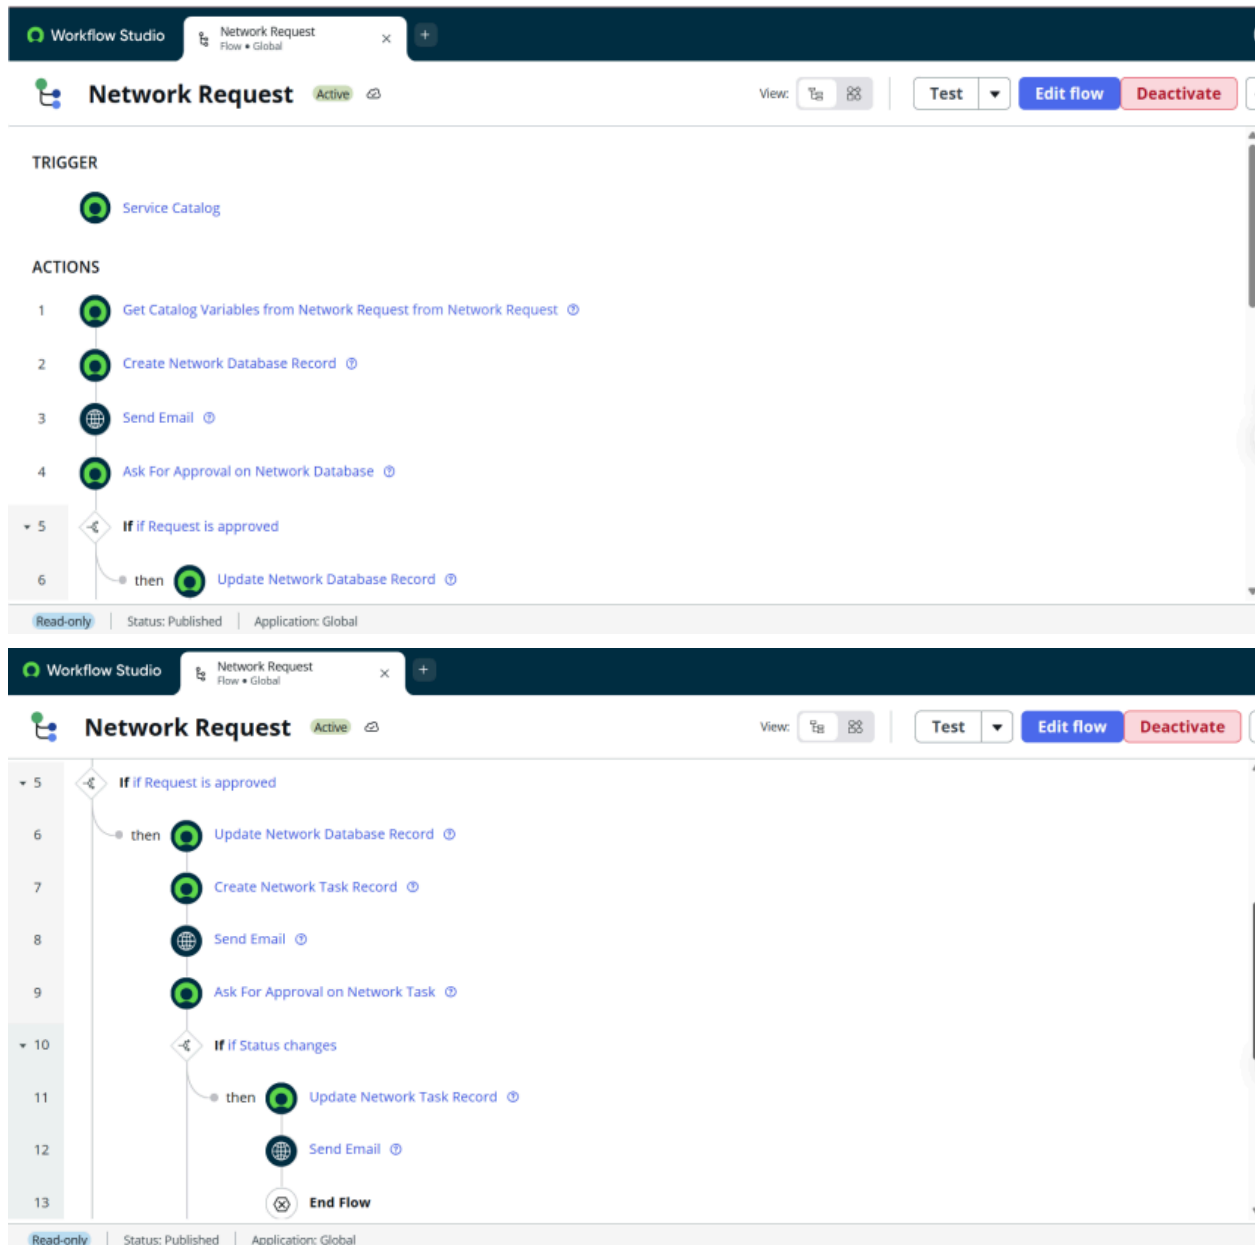 Workflow Studio
Network Request
Flow • Global
Network Request Active
View:
Test
Edit flow
Deactivate
TRIGGER
Service Catalog
ACTIONS
1 Get Catalog Variables from Network Request from Network Request
2 Create Network Database Record
3 Send Email
4 Ask For Approval on Network Database
5 If if Request is approved
6 then Update Network Database Record
Read-only Status: Published Application: Global
Workflow Studio
Network Request
Flow • Global
Network Request Active
View:
Test
Edit flow
Deactivate
5 If if Request is approved
6 then Update Network Database Record
7 Create Network Task Record
8 Send Email
9 Ask For Approval on Network Task
10 If if Status changes
11 then Update Network Task Record
12 Send Email
13 End Flow
Read-only Status: Published Application: Global